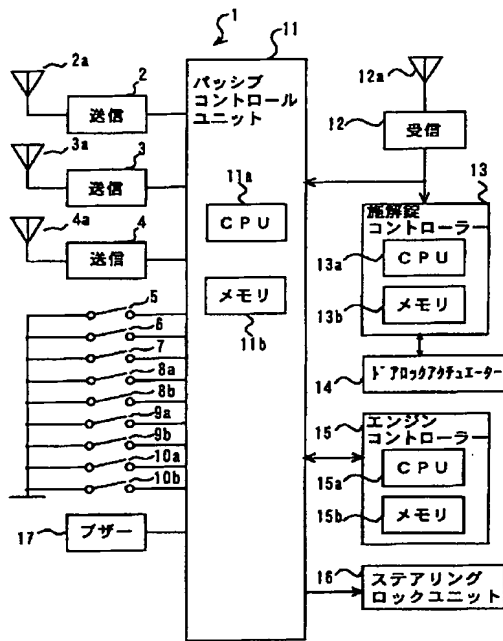 1
11
2a
2
送信
3a
3
送信
4a
4
送信
5
6
7
8a
8b
9a
9b
10a
10b
17
ブザー
パッシブ
コントロール
ユニット
11a
CPU
メモリ
11b
12a
12
受信
13
施解錠
コントローラー
13a
CPU
13b
メモリ
14
ドアロックアクチュエーター
15
エンジン
コントローラー
15a
CPU
15b
メモリ
16
ステアリング
ロックユニット